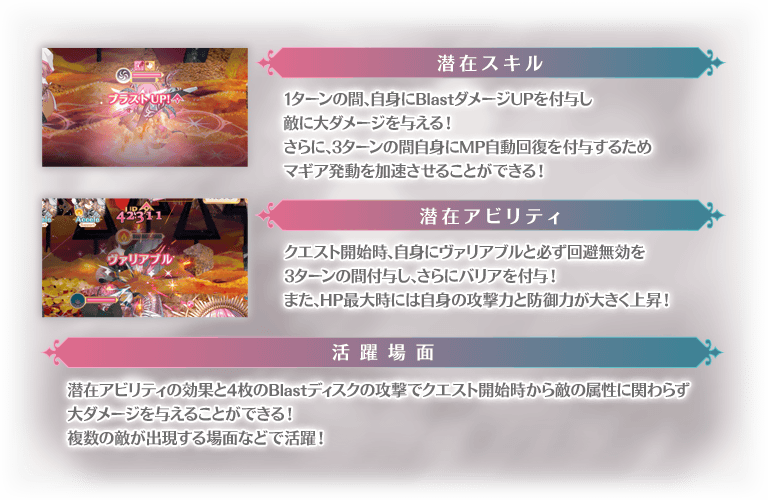 潜在スキル
ブラストUP!
1ターンの間、自身にBlastダメージUPを付与し
敵に大ダメージを与える！
さらに、3ターンの間自身にMP自動回復を付与するため
マギア発動を加速させることができる！
潜在アビリティ
UP
42311
Accele
ヴァリアブル
クエスト開始時、自身にヴァリアブルと必ず回避無効を
3ターンの間付与し、さらにバリアを付与！
また、HP最大時には自身の攻撃力と防御力が大きく上昇！
活躍場面
潜在アビリティの効果と4枚のBlastディスクの攻撃でクエスト開始時から敵の属性に関わらず
大ダメージを与えることができる！
複数の敵が出現する場面などで活躍！